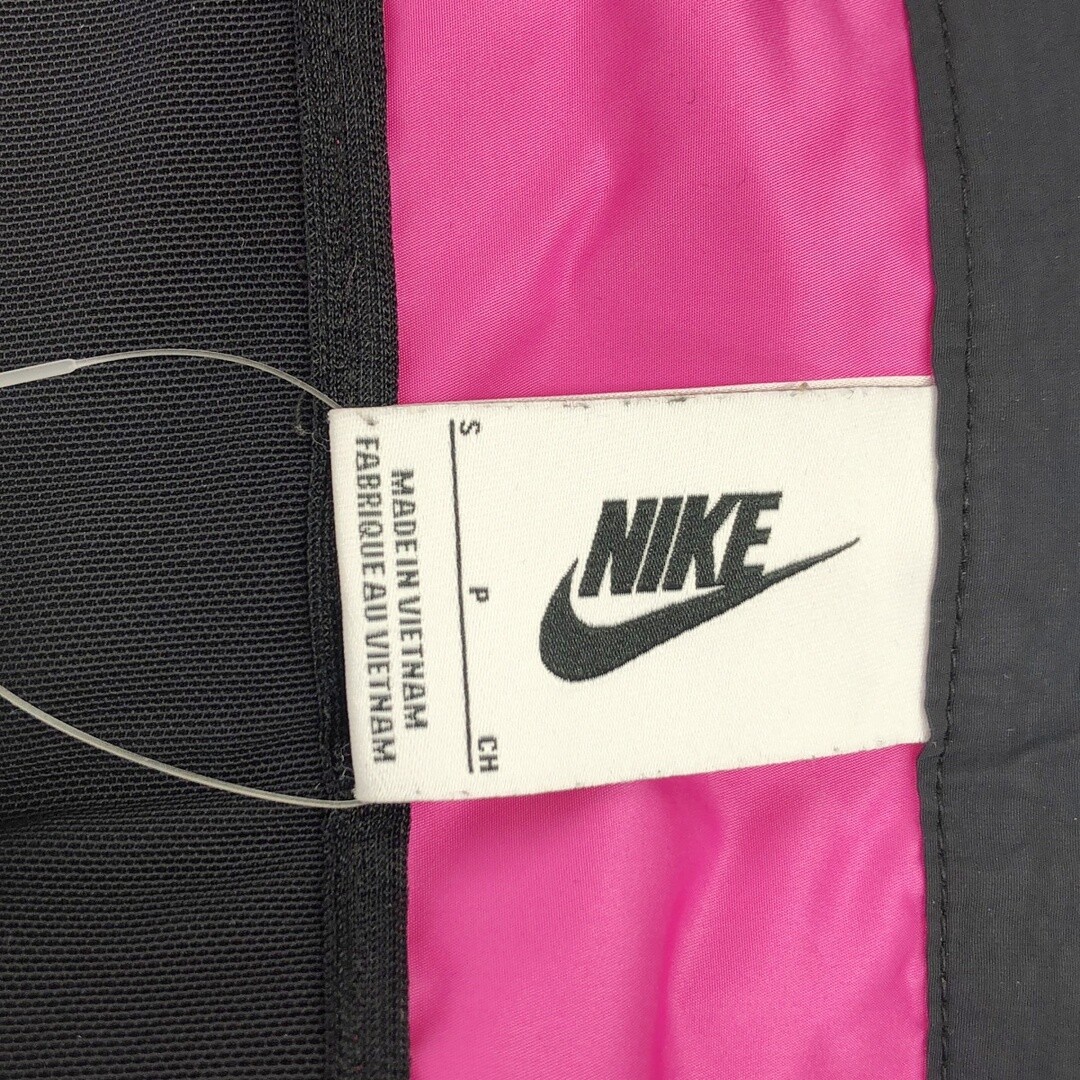 NIKE
S P CH
MADE IN VIETNAM
FABRIQUE AU VIETNAM